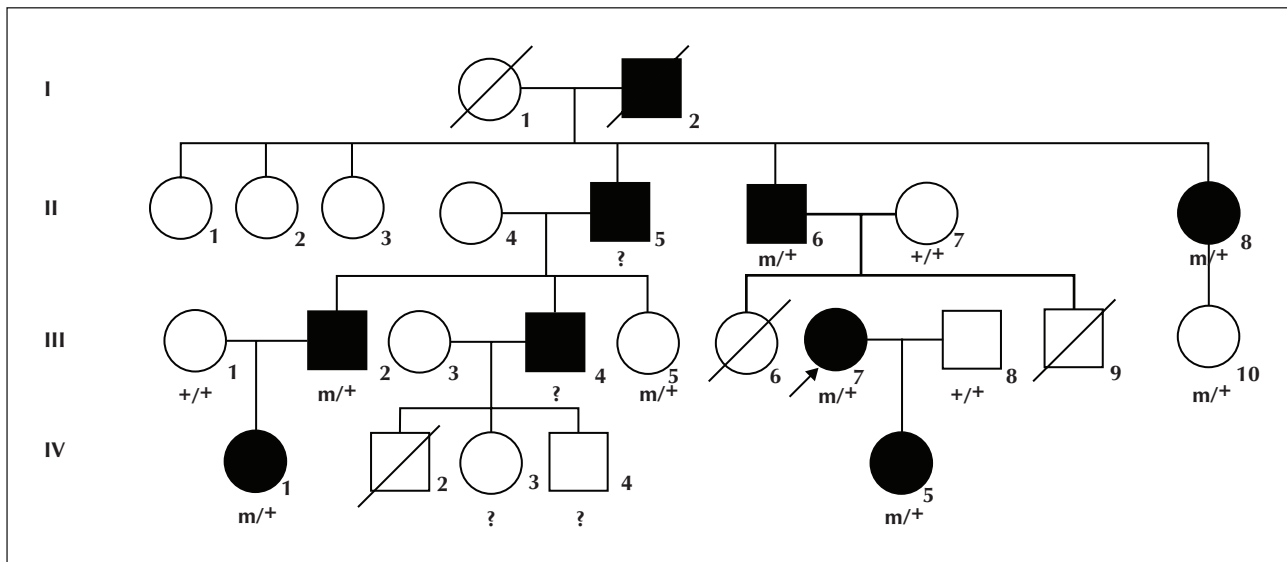 I
1 2
II
1 2 3 4 5 6 7 8
? m/+ +/+ m/+
III
1 2 3 4 5 6 7 8 9 10
+/+ m/+ ? m/+ m/+ +/+ m/+
IV
1 2 3 4 5
m/+ ? ? m/+